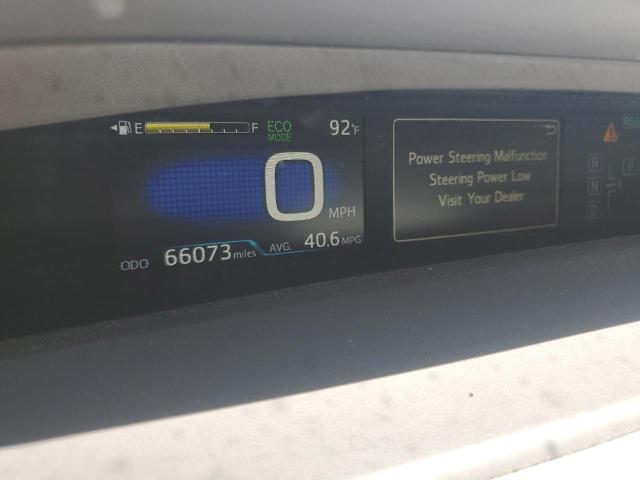 E F ECO 92°F
MODE
0 MPH
ODO 66073 miles AVG. 40.6 MPG
Power Steering Malfunction
Steering Power Low
Visit Your Dealer
REA
R
N
D
P